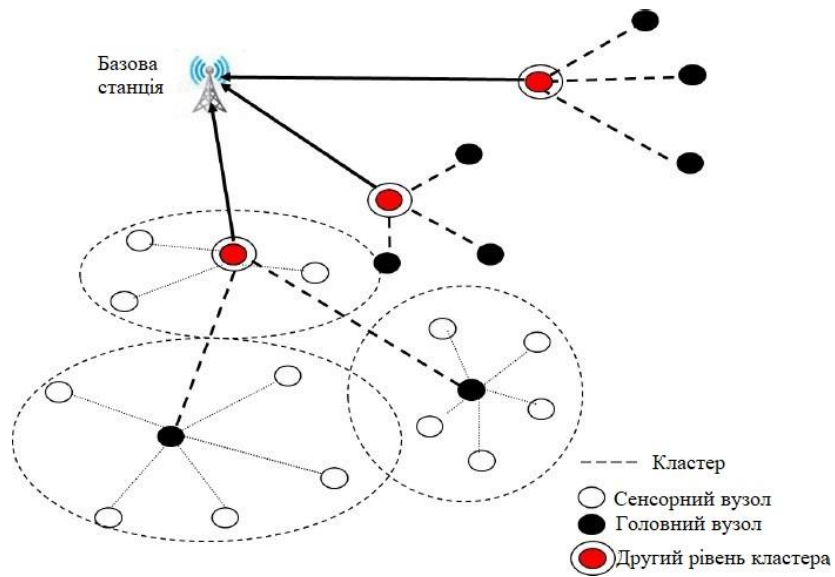 Базова
станція
Кластер
Сенсорний вузол
Головний вузол
Другий рівень кластера